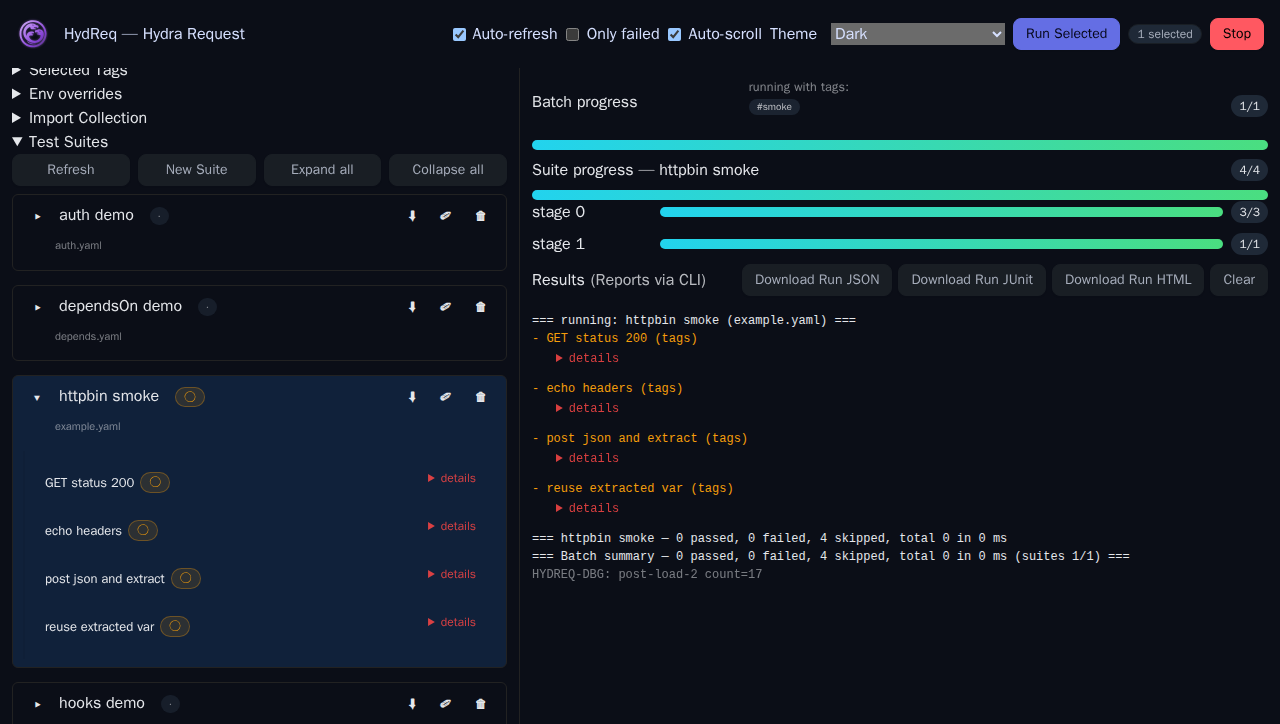 HydReq — Hydra Request
Auto-refresh
Only failed
Auto-scroll
Theme
Dark
Run Selected
1 selected
Stop
Selected Tags
Env overrides
Import Collection
Test Suites
Refresh
New Suite
Expand all
Collapse all
auth demo
auth.yaml
dependsOn demo
depends.yaml
httpbin smoke
example.yaml
GET status 200
details
echo headers
details
post json and extract
details
reuse extracted var
details
hooks demo
Batch progress
running with tags:
#smoke
1/1
Suite progress — httpbin smoke
4/4
stage 0
3/3
stage 1
1/1
Results (Reports via CLI)
Download Run JSON
Download Run JUnit
Download Run HTML
Clear
=== running: httpbin smoke (example.yaml) ===
- GET status 200 (tags)
details
- echo headers (tags)
details
- post json and extract (tags)
details
- reuse extracted var (tags)
details
=== httpbin smoke — 0 passed, 0 failed, 4 skipped, total 0 in 0 ms
=== Batch summary — 0 passed, 0 failed, 4 skipped, total 0 in 0 ms (suites 1/1) ===
HYDREQ-DBG: post-load-2 count=17